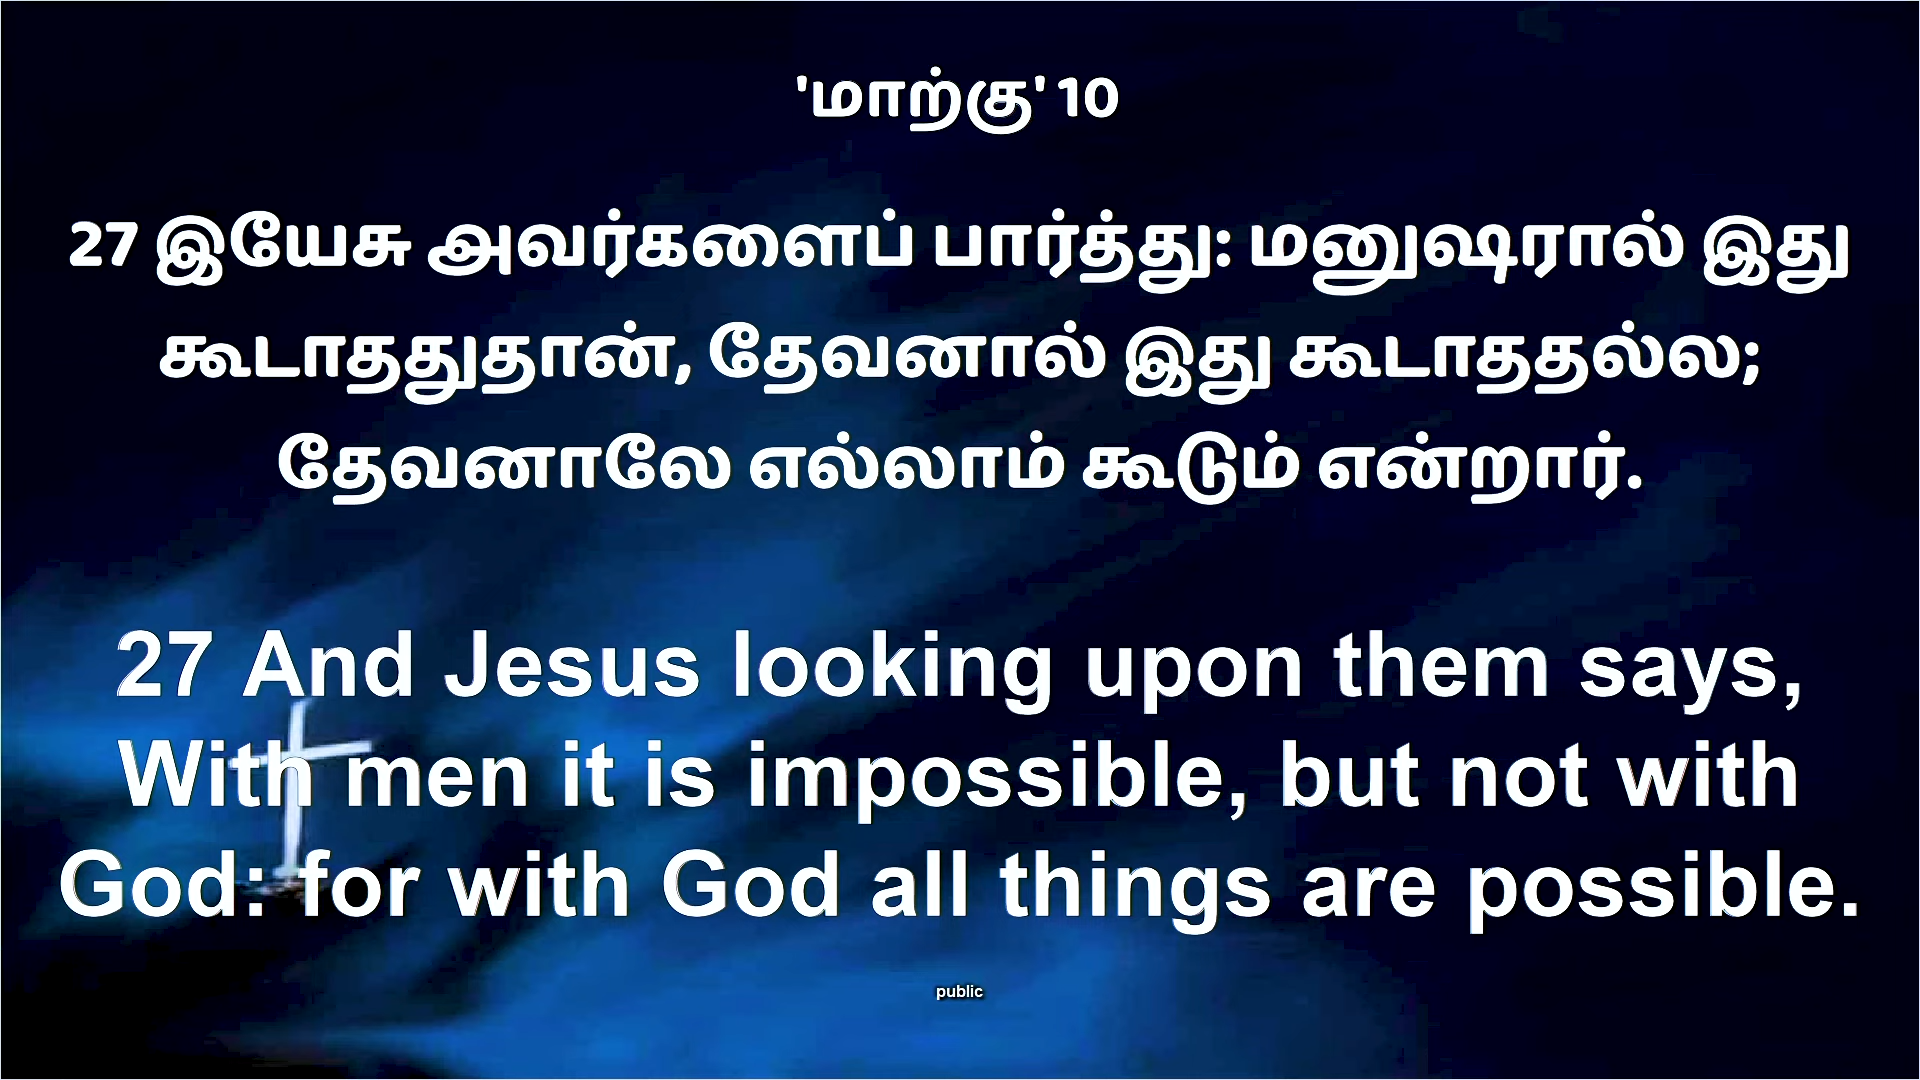 'மாற்கு' 10
27 இயேசு அவர்களைப் பார்த்து: மனுஷரால் இது
கூடாததுதான், தேவனால் இது கூடாததல்ல;
தேவனாலே எல்லாம் கூடும் என்றார்.
27 And Jesus looking upon them says,
With men it is impossible, but not with
God: for with God all things are possible.
public